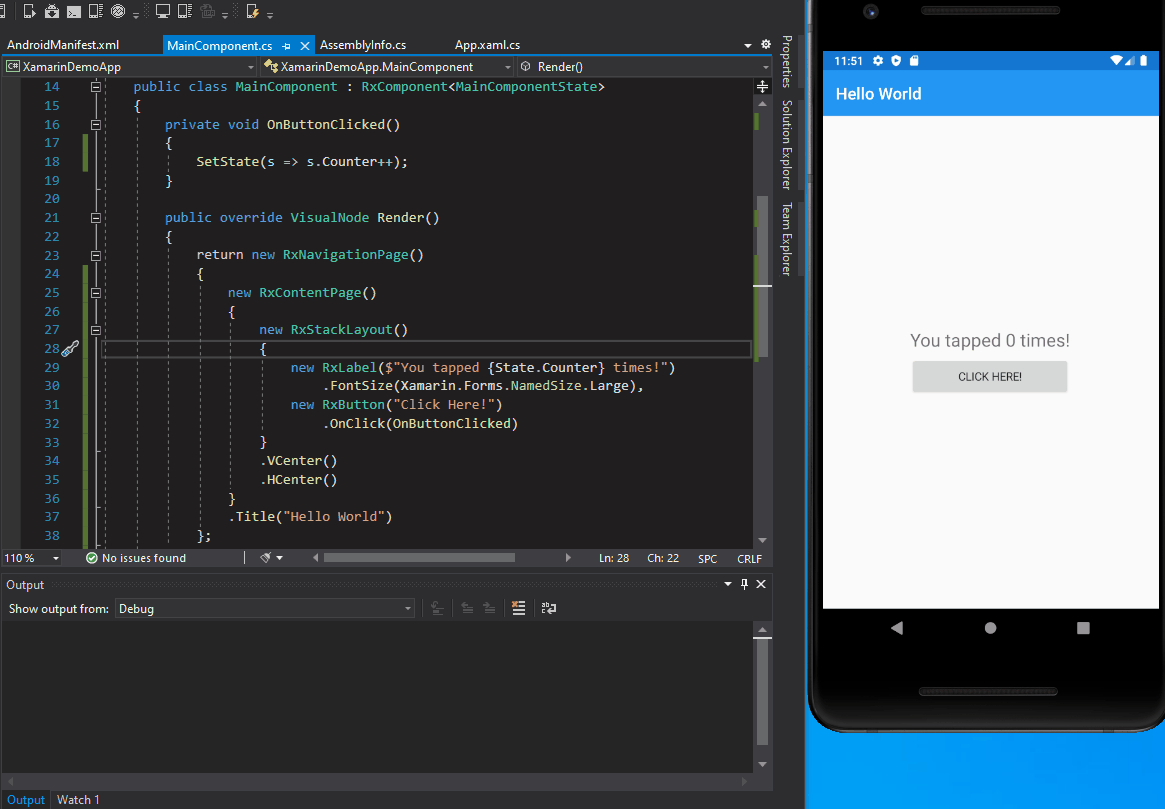 AndroidManifest.xml MainComponent.cs AssemblyInfo.cs App.xaml.cs
C# XamarinDemoApp XamarinDemoApp.MainComponent Render()
14 public class MainComponent : RxComponent<MainComponentState>
15 {
16 private void OnButtonClicked()
17 {
18 SetState(s => s.Counter++);
19 }
20
21 public override VisualNode Render()
22 {
23 return new RxNavigationPage()
24 {
25 new RxContentPage()
26 {
27 new RxStackLayout()
28 {
29 new RxLabel($"You tapped {State.Counter} times!")
30 .FontSize(Xamarin.Forms.NamedSize.Large),
31 new RxButton("Click Here!")
32 .OnClick(OnButtonClicked)
33 }
34 .VCenter()
35 .HCenter()
36 }
37 .Title("Hello World")
38 };
110 % No issues found Ln: 28 Ch: 22 SPC CRLF
Output
Show output from: Debug
Output Watch 1
Properties
Solution Explorer
Team Explorer
11:51
Hello World
You tapped 0 times!
CLICK HERE!